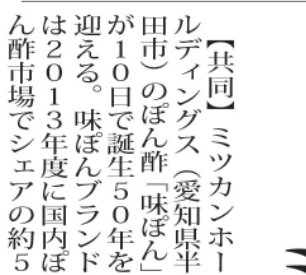 【共同】ミツカンホー
ルディングス（愛知県半
田市）のぽん酢「味ぽん」
が１０日で誕生５０年を
迎える。味ぽんブランド
は２０１３年度に国内ぽ
ん酢市場でシェアの約５